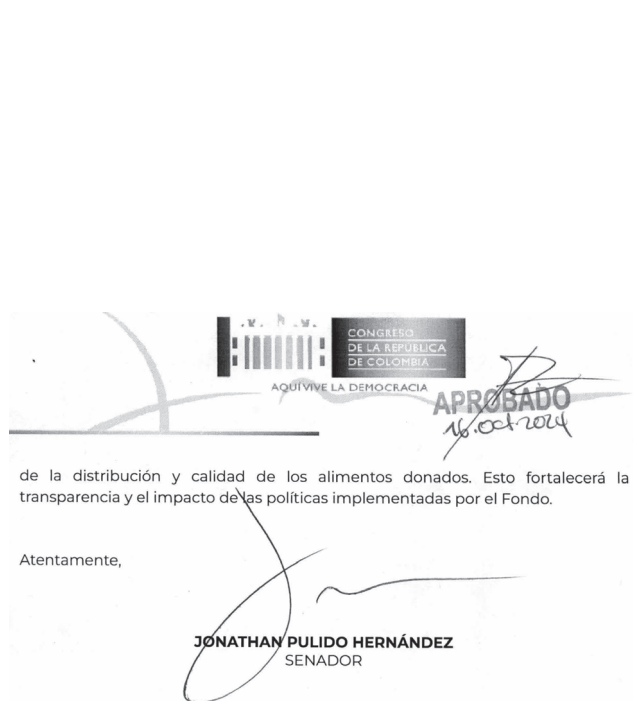 CONGRESO
DE LA REPÚBLICA
DE COLOMBIA
AQUÍ VIVE LA DEMOCRACIA
APROBADO
16.oct.2024
de la distribución y calidad de los alimentos donados. Esto fortalecerá la
transparencia y el impacto de las políticas implementadas por el Fondo.
Atentamente,
JONATHAN PULIDO HERNÁNDEZ
SENADOR